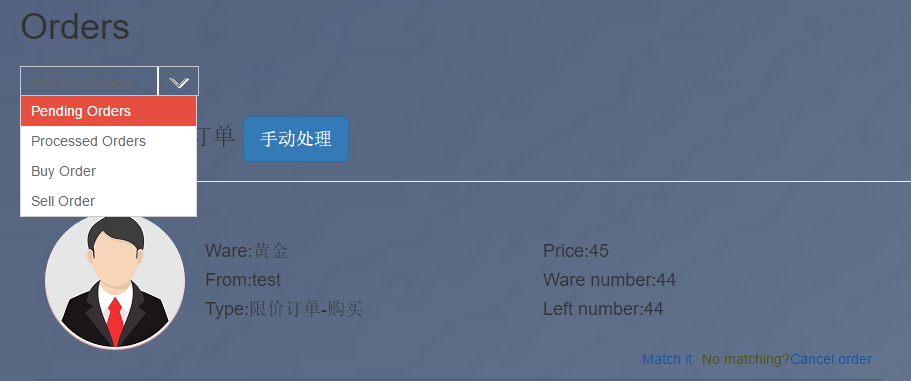 Orders
Pending Orders
Pending Orders
Processed Orders
订单 手动处理
Buy Order
Sell Order
Ware:黄金
Price:45
From:test
Ware number:44
Type:限价订单-购买
Left number:44
Match it No matching?Cancel order